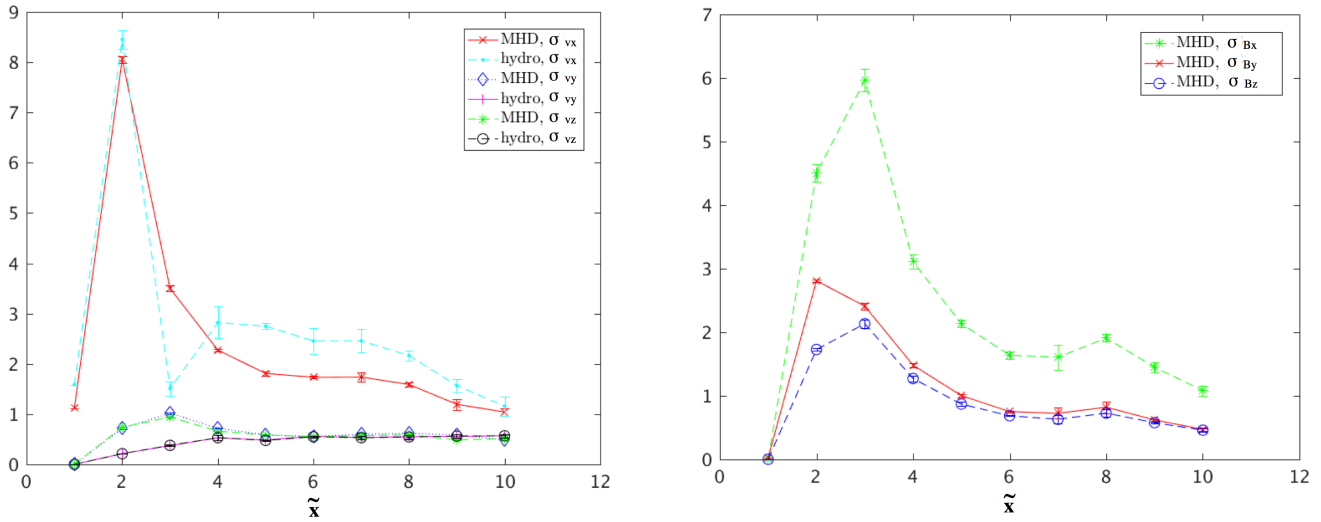 9
8
7
6
5
4
3
2
1
0
0 2 4 6 8 10 12
x̃
MHD, σ vx
hydro, σ vx
MHD, σ vy
hydro, σ vy
MHD, σ vz
hydro, σ vz
7
6
5
4
3
2
1
0
0 2 4 6 8 10 12
x̃
MHD, σ Bx
MHD, σ By
MHD, σ Bz